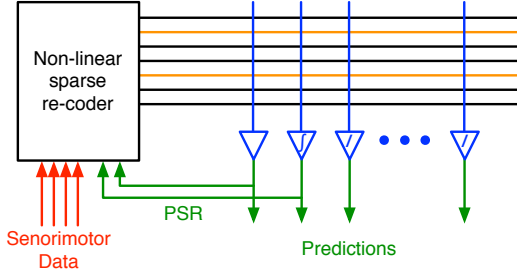 Non-linear
sparse
re-coder
PSR
Senorimotor
Data
Predictions